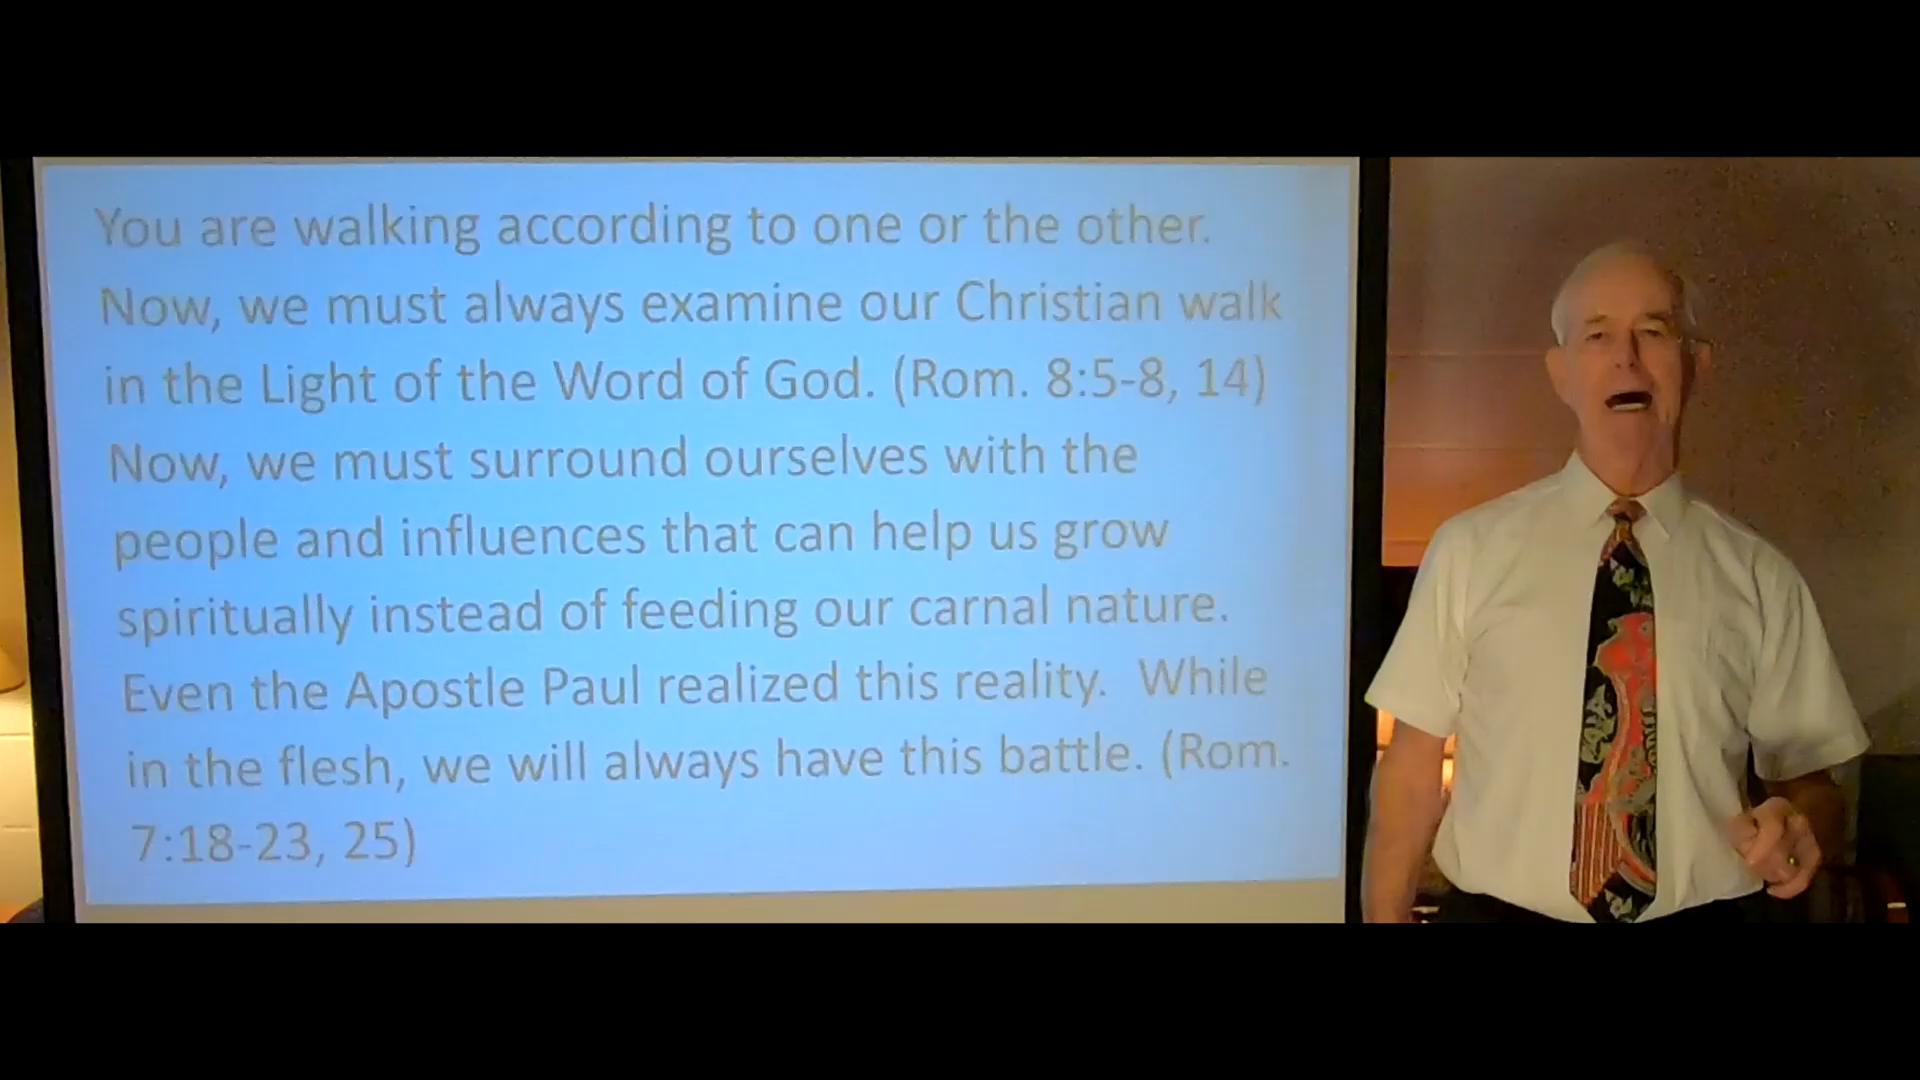 You are walking according to one or the other.
Now, we must always examine our Christian walk
in the Light of the Word of God. (Rom. 8:5-8, 14)
Now, we must surround ourselves with the
people and influences that can help us grow
spiritually instead of feeding our carnal nature.
Even the Apostle Paul realized this reality.  While
in the flesh, we will always have this battle. (Rom.
7:18-23, 25)